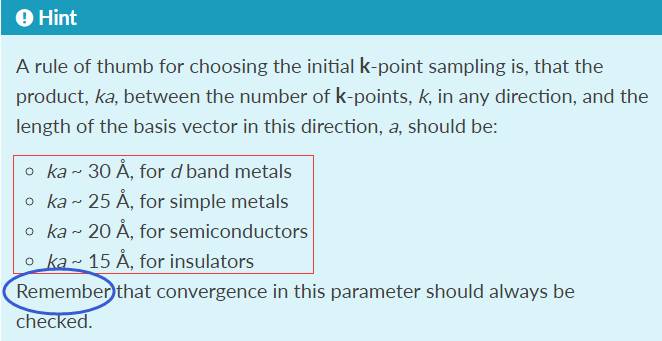 Hint
A rule of thumb for choosing the initial k-point sampling is, that the
product, ka, between the number of k-points, k, in any direction, and the
length of the basis vector in this direction, a, should be:
ka ~ 30 Å, for d band metals
ka ~ 25 Å, for simple metals
ka ~ 20 Å, for semiconductors
ka ~ 15 Å, for insulators
Remember that convergence in this parameter should always be
checked.